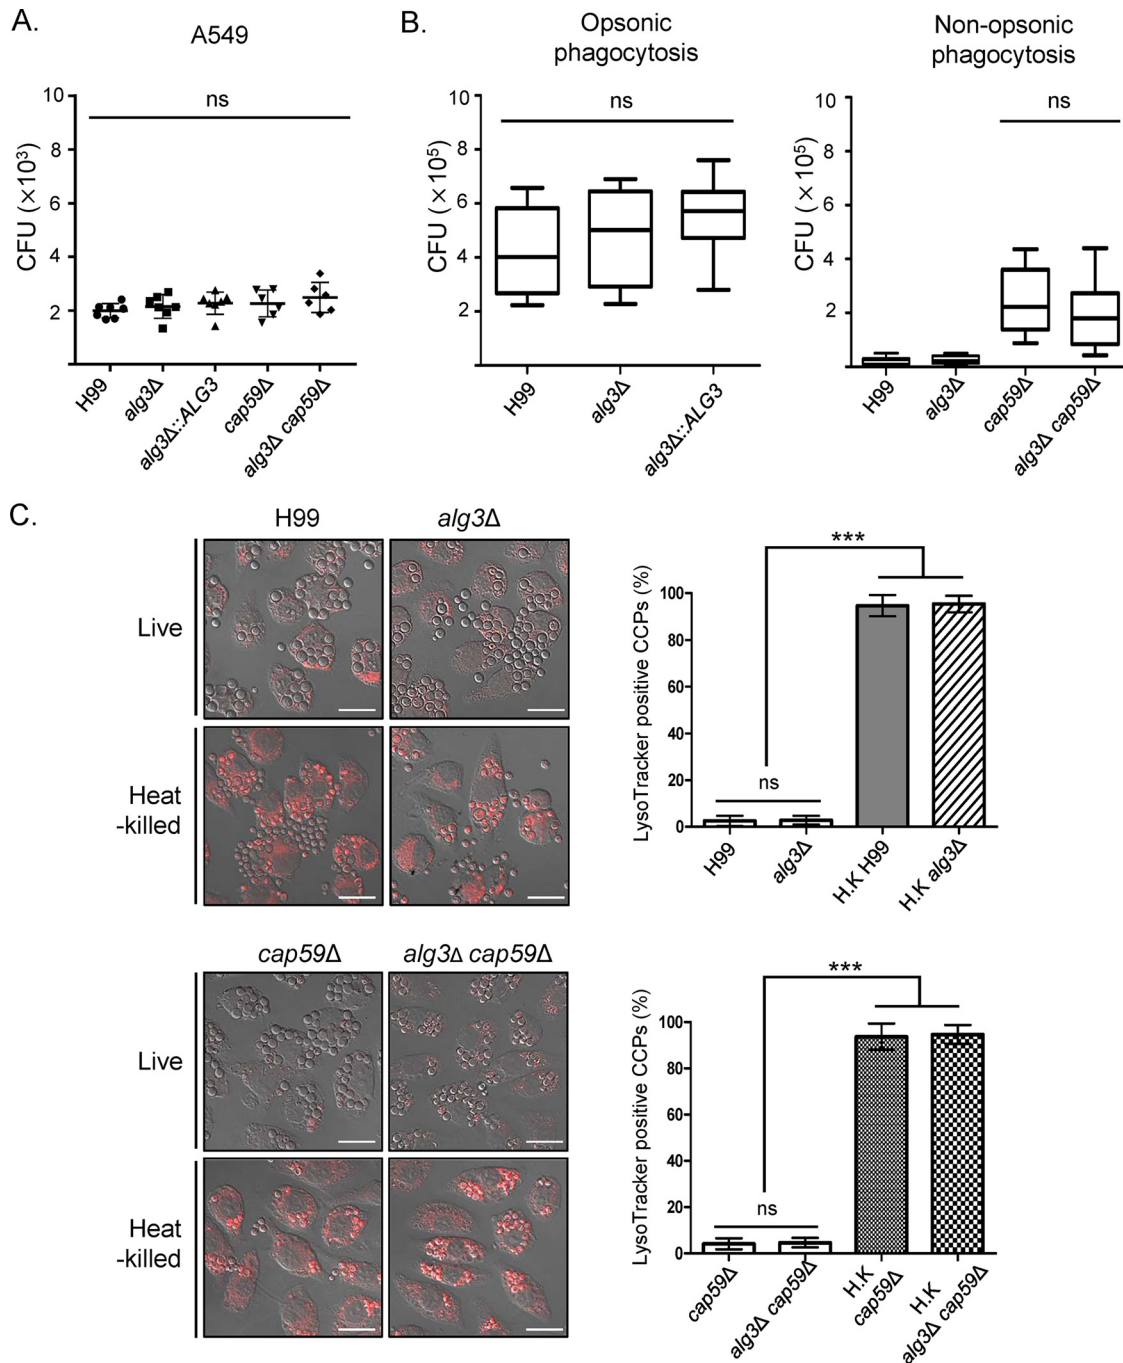 A.
A549
10
8
6
4
2
CFU (×10³)
ns
H99
alg3Δ
alg3Δ::ALG3
cap59Δ
alg3Δ cap59Δ
B.
Opsonic
phagocytosis
10
8
6
4
2
CFU (×10⁵)
ns
H99
alg3Δ
alg3Δ::ALG3
Non-opsonic
phagocytosis
10
8
6
4
2
CFU (×10⁵)
ns
H99
alg3Δ
cap59Δ
alg3Δ cap59Δ
C.
H99
alg3Δ
Live
Heat
-killed
LysoTracker positive CCPs (%)
100
80
60
40
20
0
ns
***
H99
alg3Δ
H.K H99
H.K alg3Δ
cap59Δ
alg3Δ cap59Δ
Live
Heat
-killed
LysoTracker positive CCPs (%)
100
80
60
40
20
0
ns
***
cap59Δ
alg3Δ cap59Δ
H.K
cap59Δ
H.K
alg3Δ cap59Δ